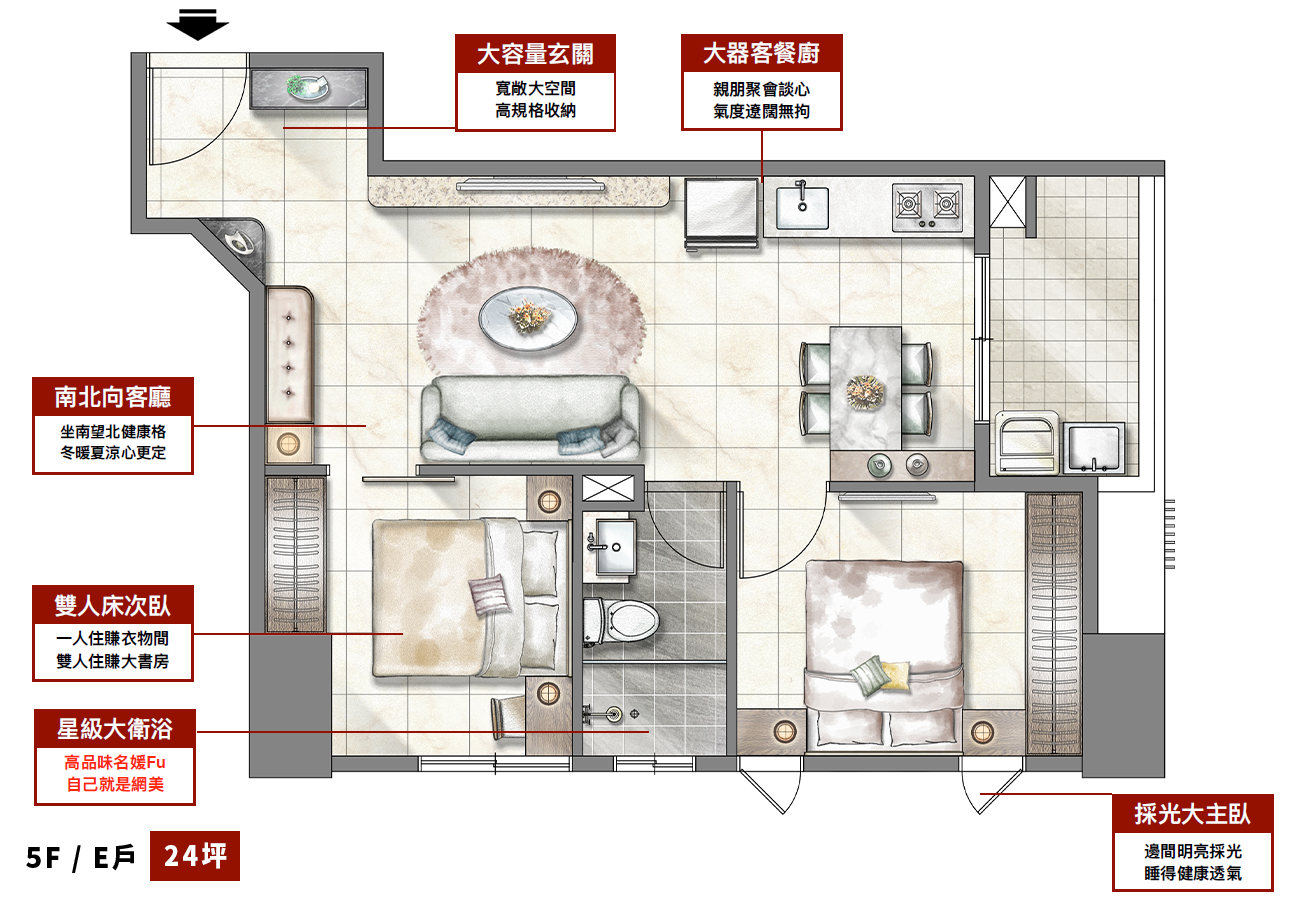 大容量玄關
寬敞大空間
高規格收納
大器客餐廚
親朋聚會談心
氣度遼闊無拘
南北向客廳
坐南望北健康格
冬暖夏涼心更定
雙人床次臥
一人住賺衣物間
雙人住賺大書房
星級大衛浴
高品味名媛Fu
自己就是網美
採光大主臥
邊間明亮採光
睡得健康透氣
5F / E戶 24坪